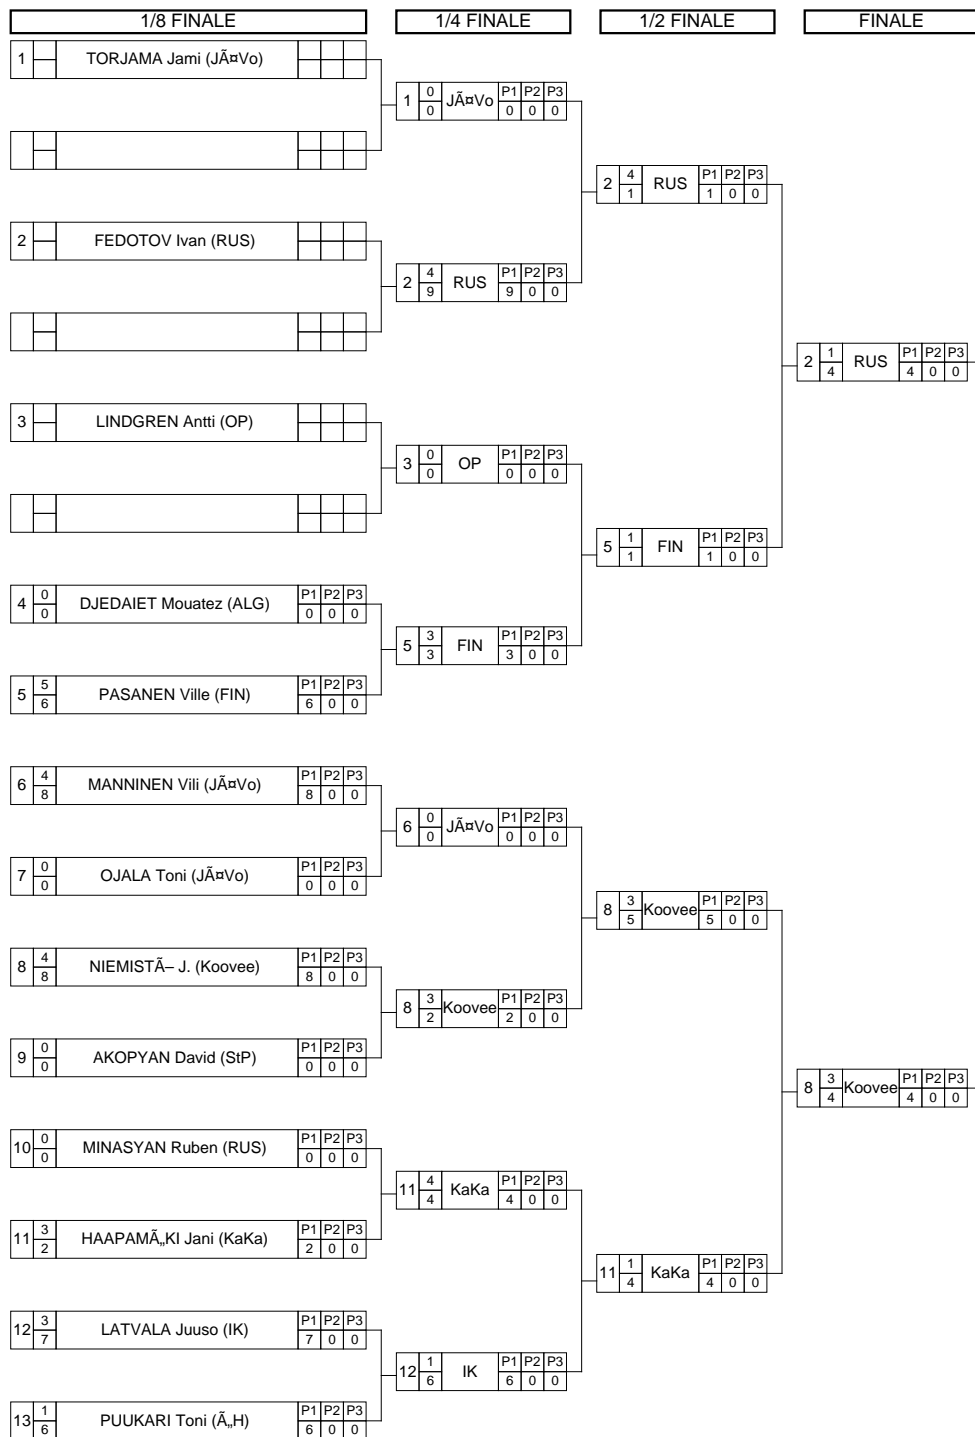 1/8 FINALE 1/4 FINALE 1/2 FINALE FINALE
1 TORJAMA Jami (JÃ¤Vo)
1 0 0 JÃ¤Vo P1 P2 P3 0 0 0
2 4 1 RUS P1 P2 P3 1 0 0
2 FEDOTOV Ivan (RUS)
2 4 9 RUS P1 P2 P3 9 0 0
2 1 4 RUS P1 P2 P3 4 0 0
3 LINDGREN Antti (OP)
3 0 0 OP P1 P2 P3 0 0 0
5 1 1 FIN P1 P2 P3 1 0 0
4 0 0 DJEDAIET Mouatez (ALG) P1 P2 P3 0 0 0
5 3 3 FIN P1 P2 P3 3 0 0
5 5 6 PASANEN Ville (FIN) P1 P2 P3 6 0 0
6 4 8 MANNINEN Vili (JÃ¤Vo) P1 P2 P3 8 0 0
6 0 0 JÃ¤Vo P1 P2 P3 0 0 0
7 0 0 OJALA Toni (JÃ¤Vo) P1 P2 P3 0 0 0
8 3 5 Koovee P1 P2 P3 5 0 0
8 4 8 NIEMISTÃ– J. (Koovee) P1 P2 P3 8 0 0
8 3 2 Koovee P1 P2 P3 2 0 0
9 0 0 AKOPYAN David (StP) P1 P2 P3 0 0 0
8 3 4 Koovee P1 P2 P3 4 0 0
10 0 0 MINASYAN Ruben (RUS) P1 P2 P3 0 0 0
11 4 4 KaKa P1 P2 P3 4 0 0
11 3 2 HAAPAMÃ„KI Jani (KaKa) P1 P2 P3 2 0 0
11 1 4 KaKa P1 P2 P3 4 0 0
12 3 7 LATVALA Juuso (IK) P1 P2 P3 7 0 0
12 1 6 IK P1 P2 P3 6 0 0
13 1 6 PUUKARI Toni (Ã„H) P1 P2 P3 6 0 0